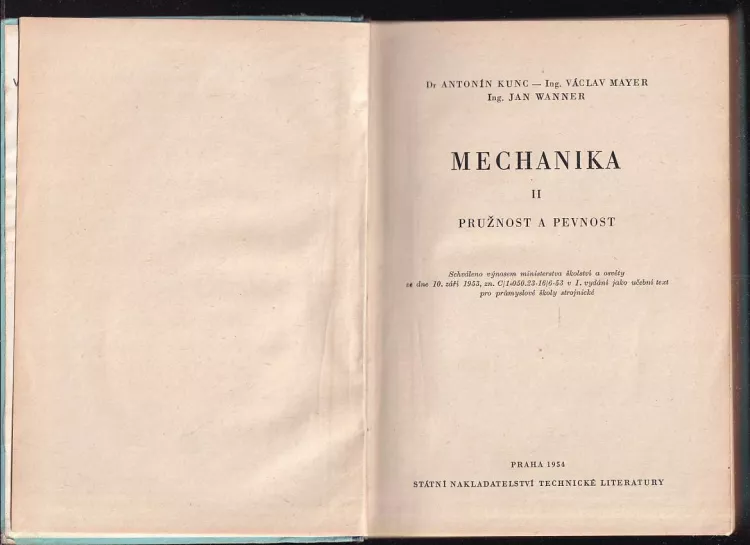 Dr ANTONÍN KUNC — Ing. VÁCLAV MAYER
Ing. JAN WANNER
MECHANIKA
II
PRUŽNOST A PEVNOST
Schváleno výnosem ministerstva školství a osvěty
ze dne 10. září 1953, zn. C/1-050.23-16/6-53 v 1. vydání jako učební text
pro průmyslové školy strojnické
PRAHA 1954
STÁTNÍ NAKLADATELSTVÍ TECHNICKÉ LITERATURY